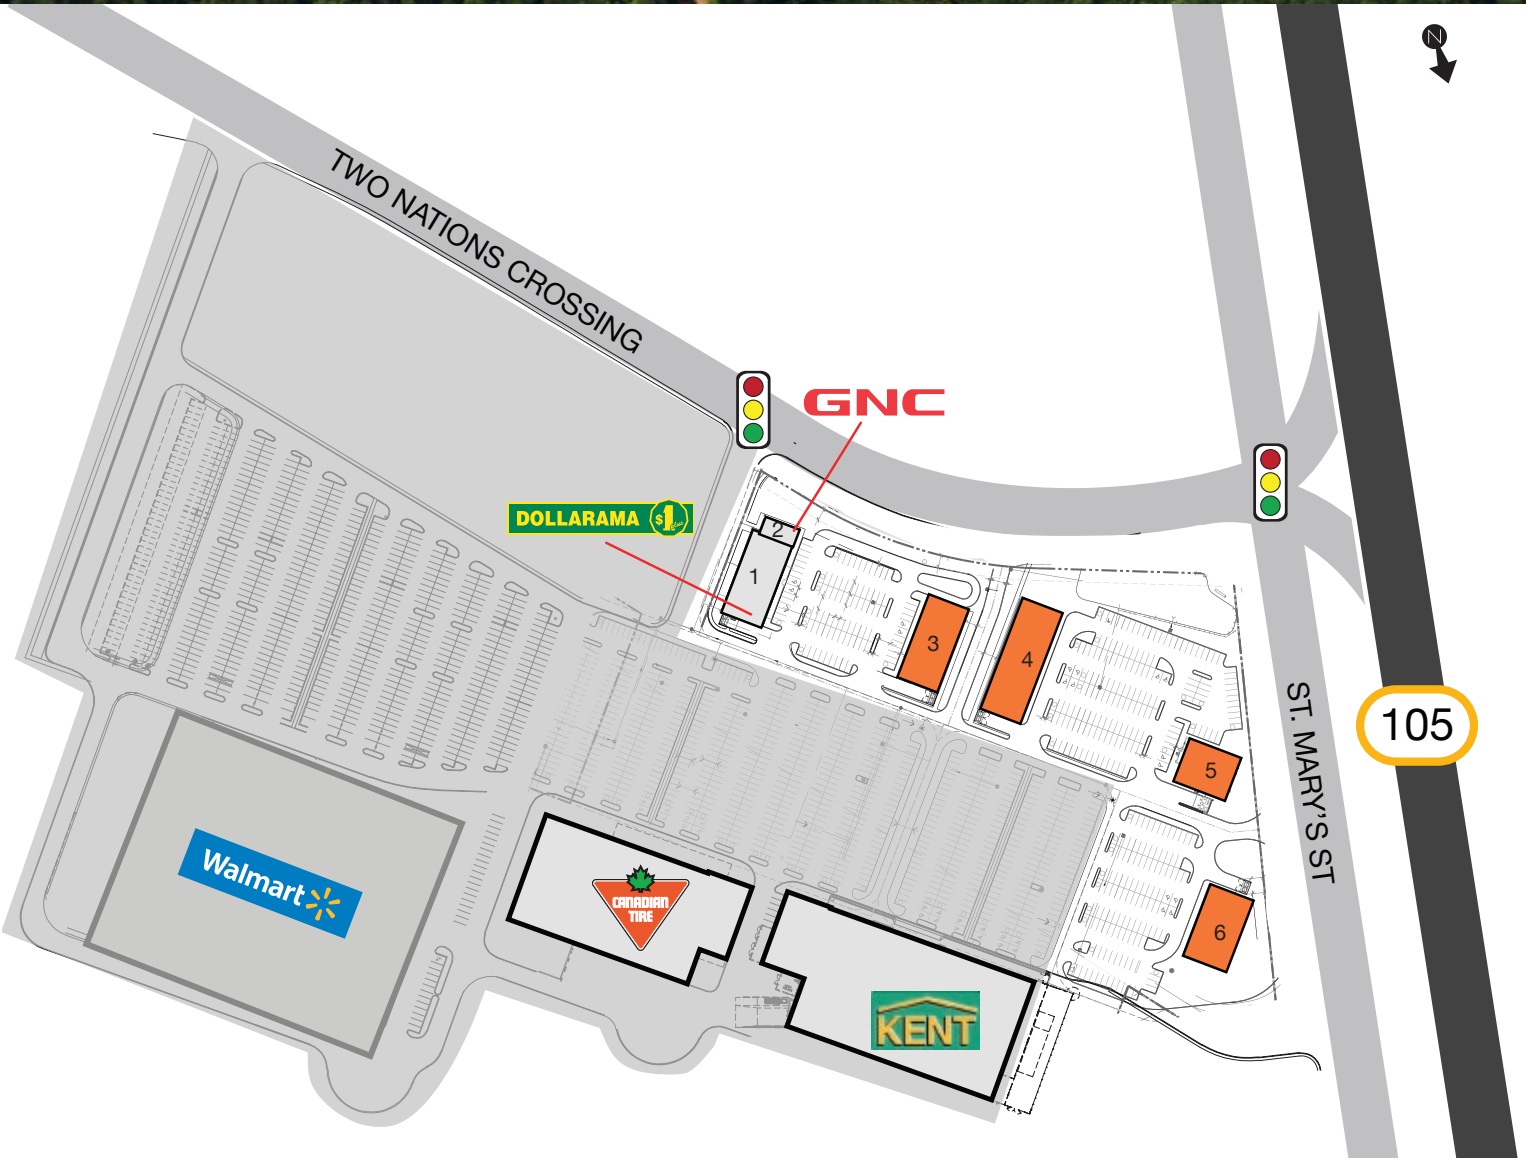 N
TWO NATIONS CROSSING
GNC
DOLLARAMA $1
2
1
3
4
105
ST. MARY'S ST
5
Walmart
CANADIAN
TIRE
6
KENT